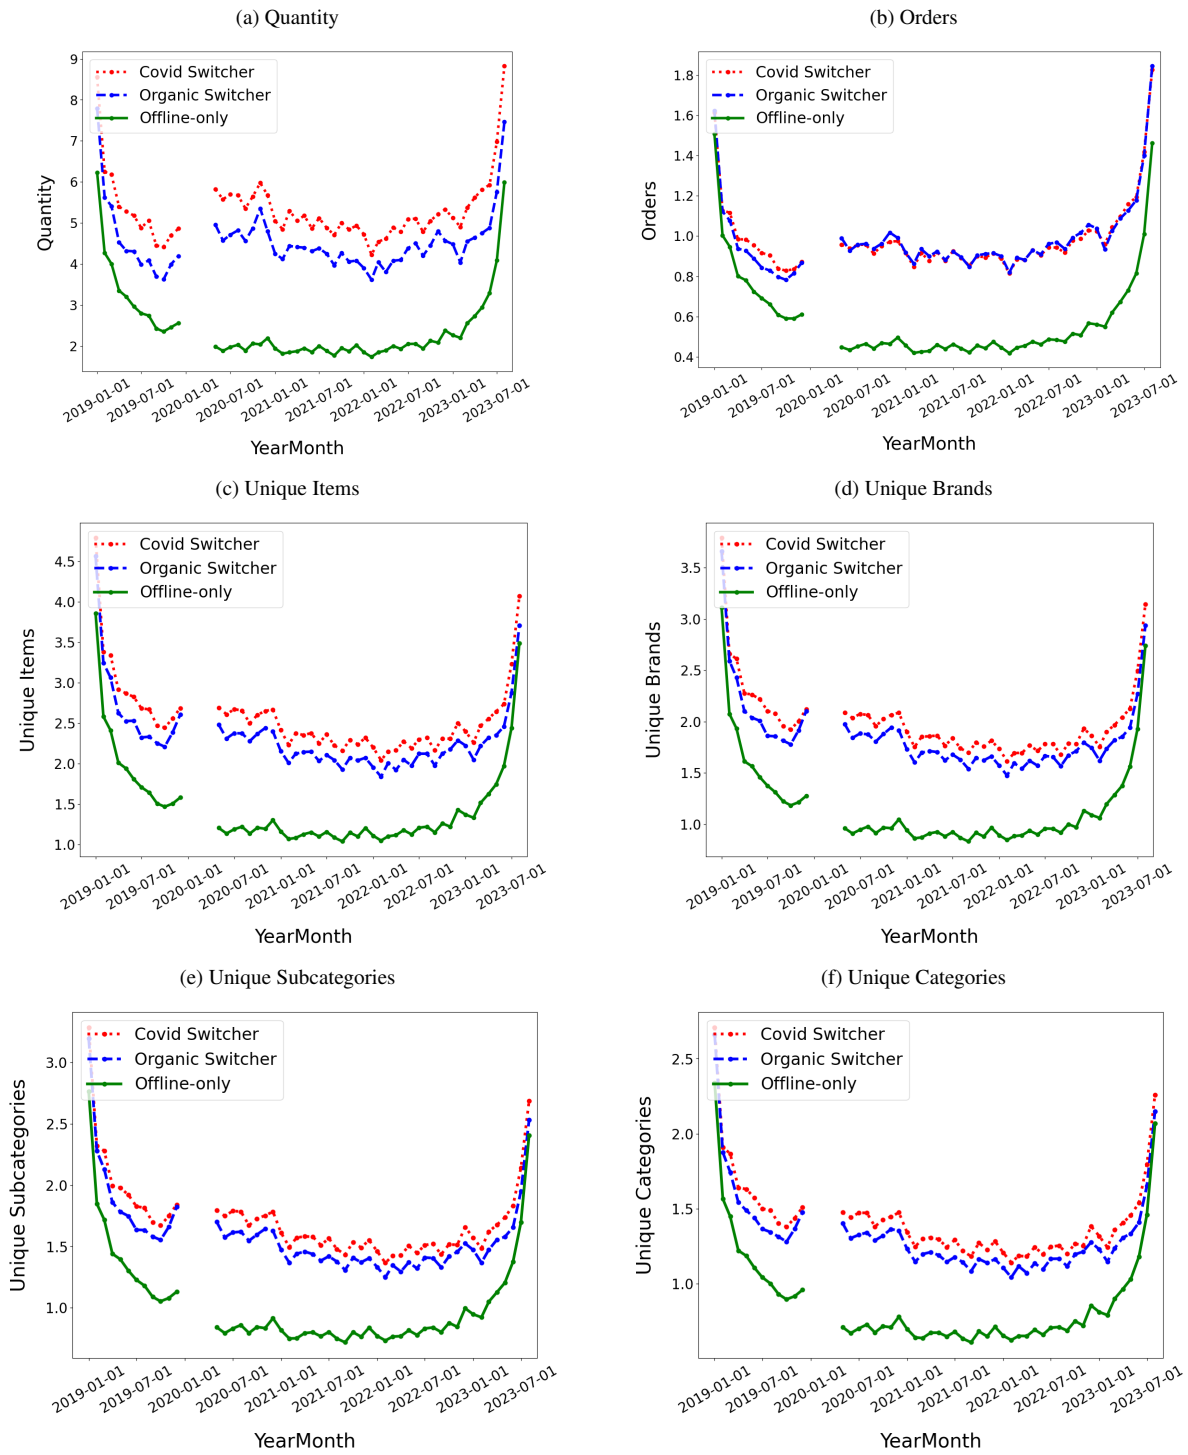 (a) Quantity
9
8
7
6
5
4
3
2
Quantity
Covid Switcher
Organic Switcher
Offline-only
2019-01-01
2019-07-01
2020-01-01
2020-07-01
2021-01-01
2021-07-01
2022-01-01
2022-07-01
2023-01-01
2023-07-01
YearMonth
(b) Orders
1.8
1.6
1.4
1.2
1.0
0.8
0.6
0.4
Orders
Covid Switcher
Organic Switcher
Offline-only
2019-01-01
2019-07-01
2020-01-01
2020-07-01
2021-01-01
2021-07-01
2022-01-01
2022-07-01
2023-01-01
2023-07-01
YearMonth
(c) Unique Items
4.5
4.0
3.5
3.0
2.5
2.0
1.5
1.0
Unique Items
Covid Switcher
Organic Switcher
Offline-only
2019-01-01
2019-07-01
2020-01-01
2020-07-01
2021-01-01
2021-07-01
2022-01-01
2022-07-01
2023-01-01
2023-07-01
YearMonth
(d) Unique Brands
3.5
3.0
2.5
2.0
1.5
1.0
Unique Brands
Covid Switcher
Organic Switcher
Offline-only
2019-01-01
2019-07-01
2020-01-01
2020-07-01
2021-01-01
2021-07-01
2022-01-01
2022-07-01
2023-01-01
2023-07-01
YearMonth
(e) Unique Subcategories
3.0
2.5
2.0
1.5
1.0
Unique Subcategories
Covid Switcher
Organic Switcher
Offline-only
2019-01-01
2019-07-01
2020-01-01
2020-07-01
2021-01-01
2021-07-01
2022-01-01
2022-07-01
2023-01-01
2023-07-01
YearMonth
(f) Unique Categories
2.5
2.0
1.5
1.0
Unique Categories
Covid Switcher
Organic Switcher
Offline-only
2019-01-01
2019-07-01
2020-01-01
2020-07-01
2021-01-01
2021-07-01
2022-01-01
2022-07-01
2023-01-01
2023-07-01
YearMonth